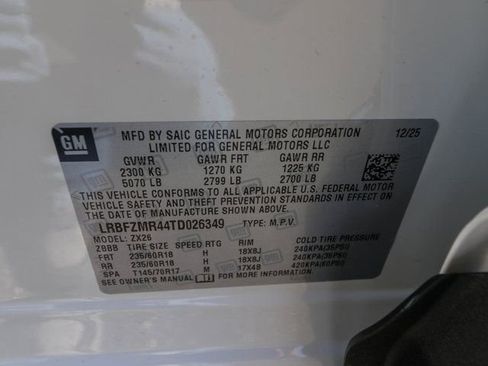 GM
MFD BY SAIC GENERAL MOTORS CORPORATION 12/25
LIMITED FOR GENERAL MOTORS LLC
GVWR GAWR FRT GAWR RR
2300 KG 1270 KG 1225 KG
5070 LB 2799 LB 2700 LB
THIS VEHICLE CONFORMS TO ALL APPLICABLE U.S. FEDERAL MOTOR
VEHICLE SAFETY AND THEFT PREVENTION STANDARDS IN EFFECT ON
THE DATE OF MANUFACTURE SHOWN ABOVE.
LRBFZMR44TD026349 TYPE: M.P.V.
MODEL: ZX26
ZBBB TIRE SIZE SPEED RTG RIM COLD TIRE PRESSURE
FRT 235/60R18 H 18X8J 240KPA(35PSI)
RR 235/60R18 H 18X8J 240KPA(35PSI)
SPA T145/70R17 M 17X4B 420KPA(60PSI)
SEE OWNER'S MANUAL FOR MORE INFORMATION.